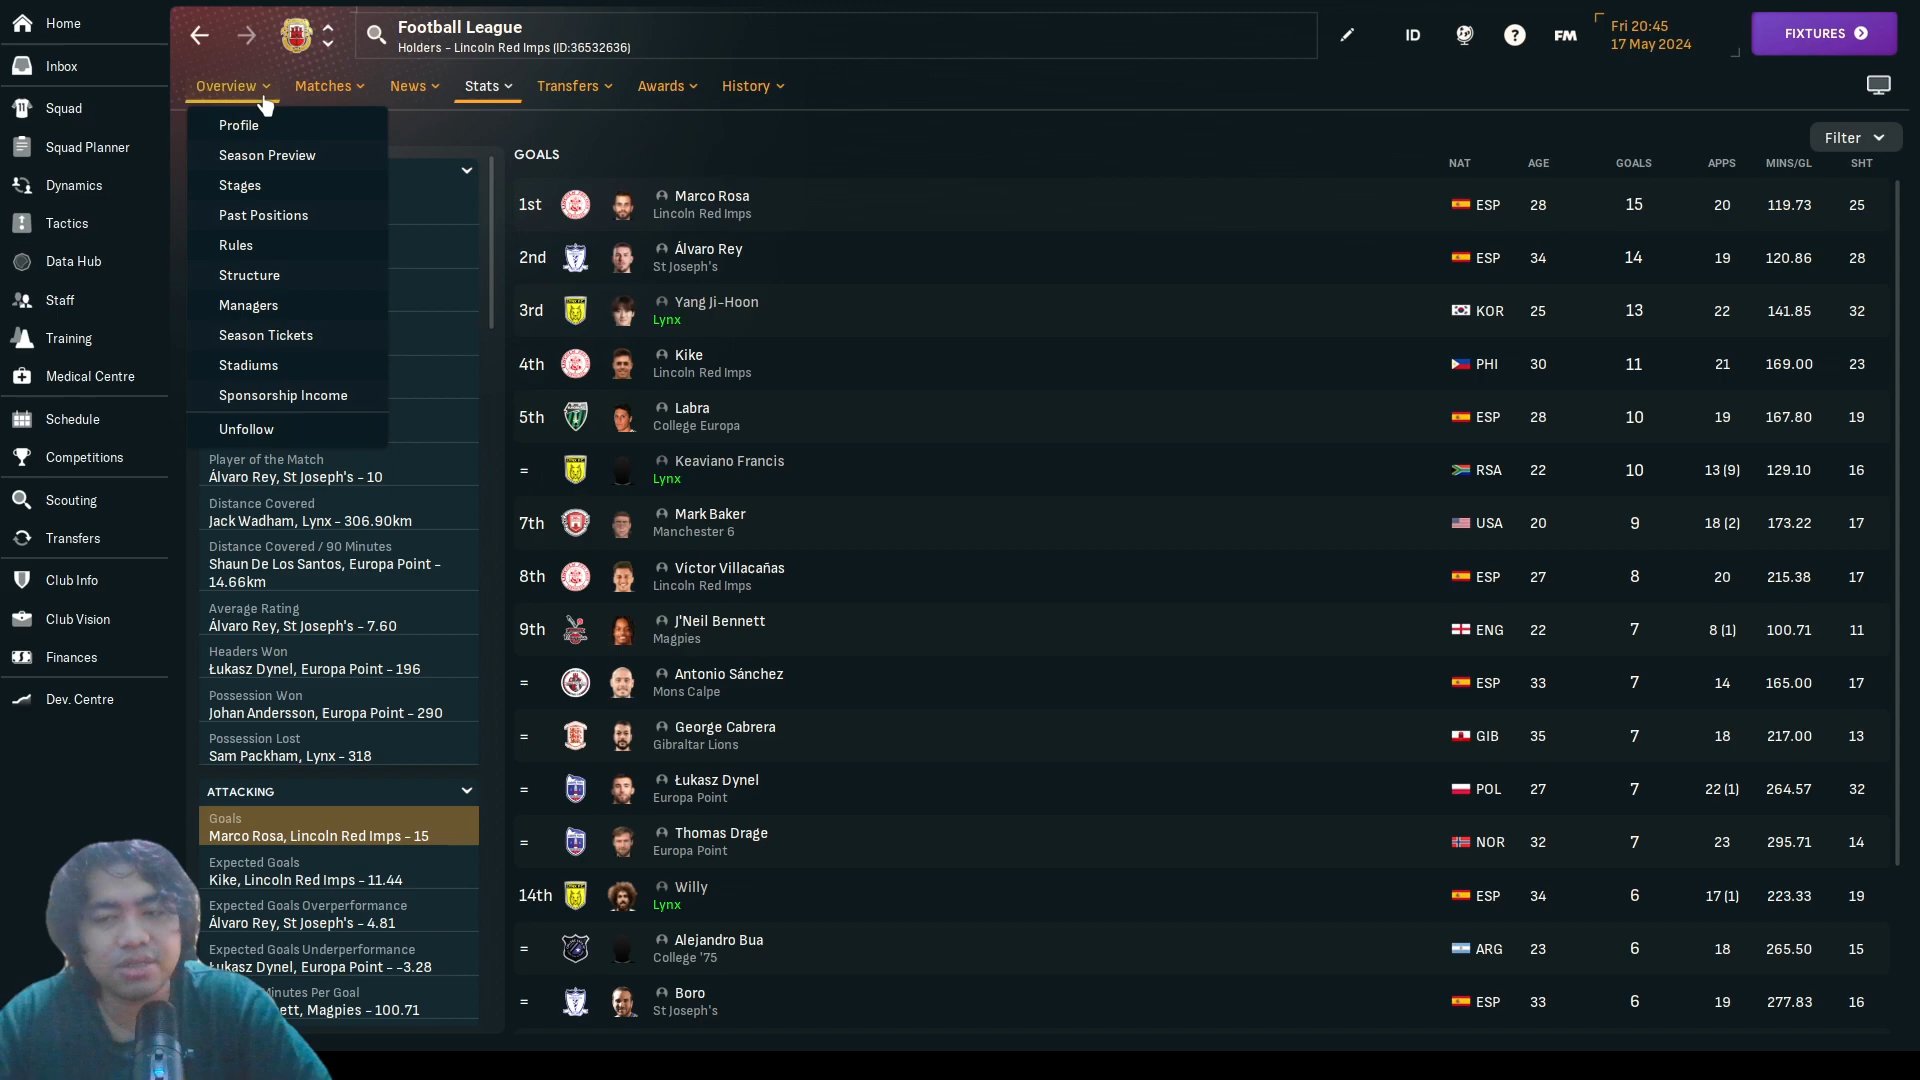 Home
Inbox
Squad
Squad Planner
Dynamics
Tactics
Data Hub
Staff
Training
Medical Centre
Schedule
Competitions
Scouting
Transfers
Club Info
Club Vision
Finances
Dev. Centre
Football League
Holders - Lincoln Red Imps (ID:36532636)
ID
?
FM
Fri 20:45
17 May 2024
FIXTURES
Overview Matches News Stats Transfers Awards History
Profile
Season Preview
Stages
Past Positions
Rules
Structure
Managers
Season Tickets
Stadiums
Sponsorship Income
Unfollow
Player of the Match
Álvaro Rey, St Joseph's - 10
Distance Covered
Jack Wadham, Lynx - 306.90km
Distance Covered / 90 Minutes
Shaun De Los Santos, Europa Point -
14.66km
Average Rating
Álvaro Rey, St Joseph's - 7.60
Headers Won
Łukasz Dynel, Europa Point - 196
Possession Won
Johan Andersson, Europa Point - 290
Possession Lost
Sam Packham, Lynx - 318
ATTACKING
Goals
Marco Rosa, Lincoln Red Imps - 15
Expected Goals
Kike, Lincoln Red Imps - 11.44
Expected Goals Overperformance
Álvaro Rey, St Joseph's - 4.81
Expected Goals Underperformance
Łukasz Dynel, Europa Point - -3.28
Minutes Per Goal
ett, Magpies - 100.71
Filter
GOALS NAT AGE GOALS APPS MINS/GL SHT
1st Marco Rosa ESP 28 15 20 119.73 25
Lincoln Red Imps
2nd Álvaro Rey ESP 34 14 19 120.86 28
St Joseph's
3rd Yang Ji-Hoon KOR 25 13 22 141.85 32
Lynx
4th Kike PHI 30 11 21 169.00 23
Lincoln Red Imps
5th Labra ESP 28 10 19 167.80 19
College Europa
= Keaviano Francis RSA 22 10 13 (9) 129.10 16
Lynx
7th Mark Baker USA 20 9 18 (2) 173.22 17
Manchester 6
8th Víctor Villacañas ESP 27 8 20 215.38 17
Lincoln Red Imps
9th J'Neil Bennett ENG 22 7 8 (1) 100.71 11
Magpies
= Antonio Sánchez ESP 33 7 14 165.00 17
Mons Calpe
= George Cabrera GIB 35 7 18 217.00 13
Gibraltar Lions
= Łukasz Dynel POL 27 7 22 (1) 264.57 32
Europa Point
= Thomas Drage NOR 32 7 23 295.71 14
Europa Point
14th Willy ESP 34 6 17 (1) 223.33 19
Lynx
= Alejandro Bua ARG 23 6 18 265.50 15
College '75
= Boro ESP 33 6 19 277.83 16
St Joseph's